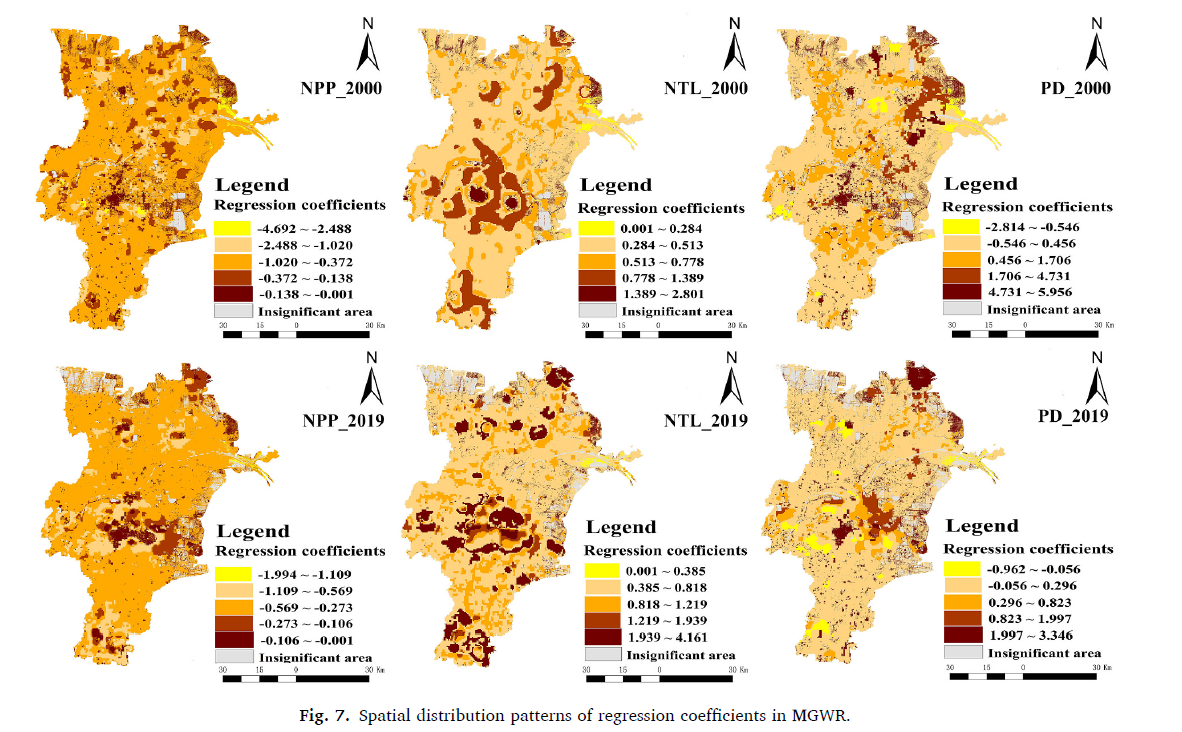 N
NPP_2000
Legend
Regression coefficients
-4.692 ~ -2.488
-2.488 ~ -1.020
-1.020 ~ -0.372
-0.372 ~ -0.138
-0.138 ~ -0.001
Insignificant area
30 15 0 30 Km
N
NTL_2000
Legend
Regression coefficients
0.001 ~ 0.284
0.284 ~ 0.513
0.513 ~ 0.778
0.778 ~ 1.389
1.389 ~ 2.801
Insignificant area
30 15 0 30 Km
N
PD_2000
Legend
Regression coefficients
-2.814 ~ -0.546
-0.546 ~ 0.456
0.456 ~ 1.706
1.706 ~ 4.731
4.731 ~ 5.956
Insignificant area
30 15 0 30 Km
N
NPP_2019
Legend
Regression coefficients
-1.994 ~ -1.109
-1.109 ~ -0.569
-0.569 ~ -0.273
-0.273 ~ -0.106
-0.106 ~ -0.001
Insignificant area
30 15 0 30 Km
N
NTL_2019
Legend
Regression coefficients
0.001 ~ 0.385
0.385 ~ 0.818
0.818 ~ 1.219
1.219 ~ 1.939
1.939 ~ 4.161
Insignificant area
30 15 0 30 Km
N
PD_2019
Legend
Regression coefficients
-0.962 ~ -0.056
-0.056 ~ 0.296
0.296 ~ 0.823
0.823 ~ 1.997
1.997 ~ 3.346
Insignificant area
30 15 0 30 Km
Fig. 7. Spatial distribution patterns of regression coefficients in MGWR.